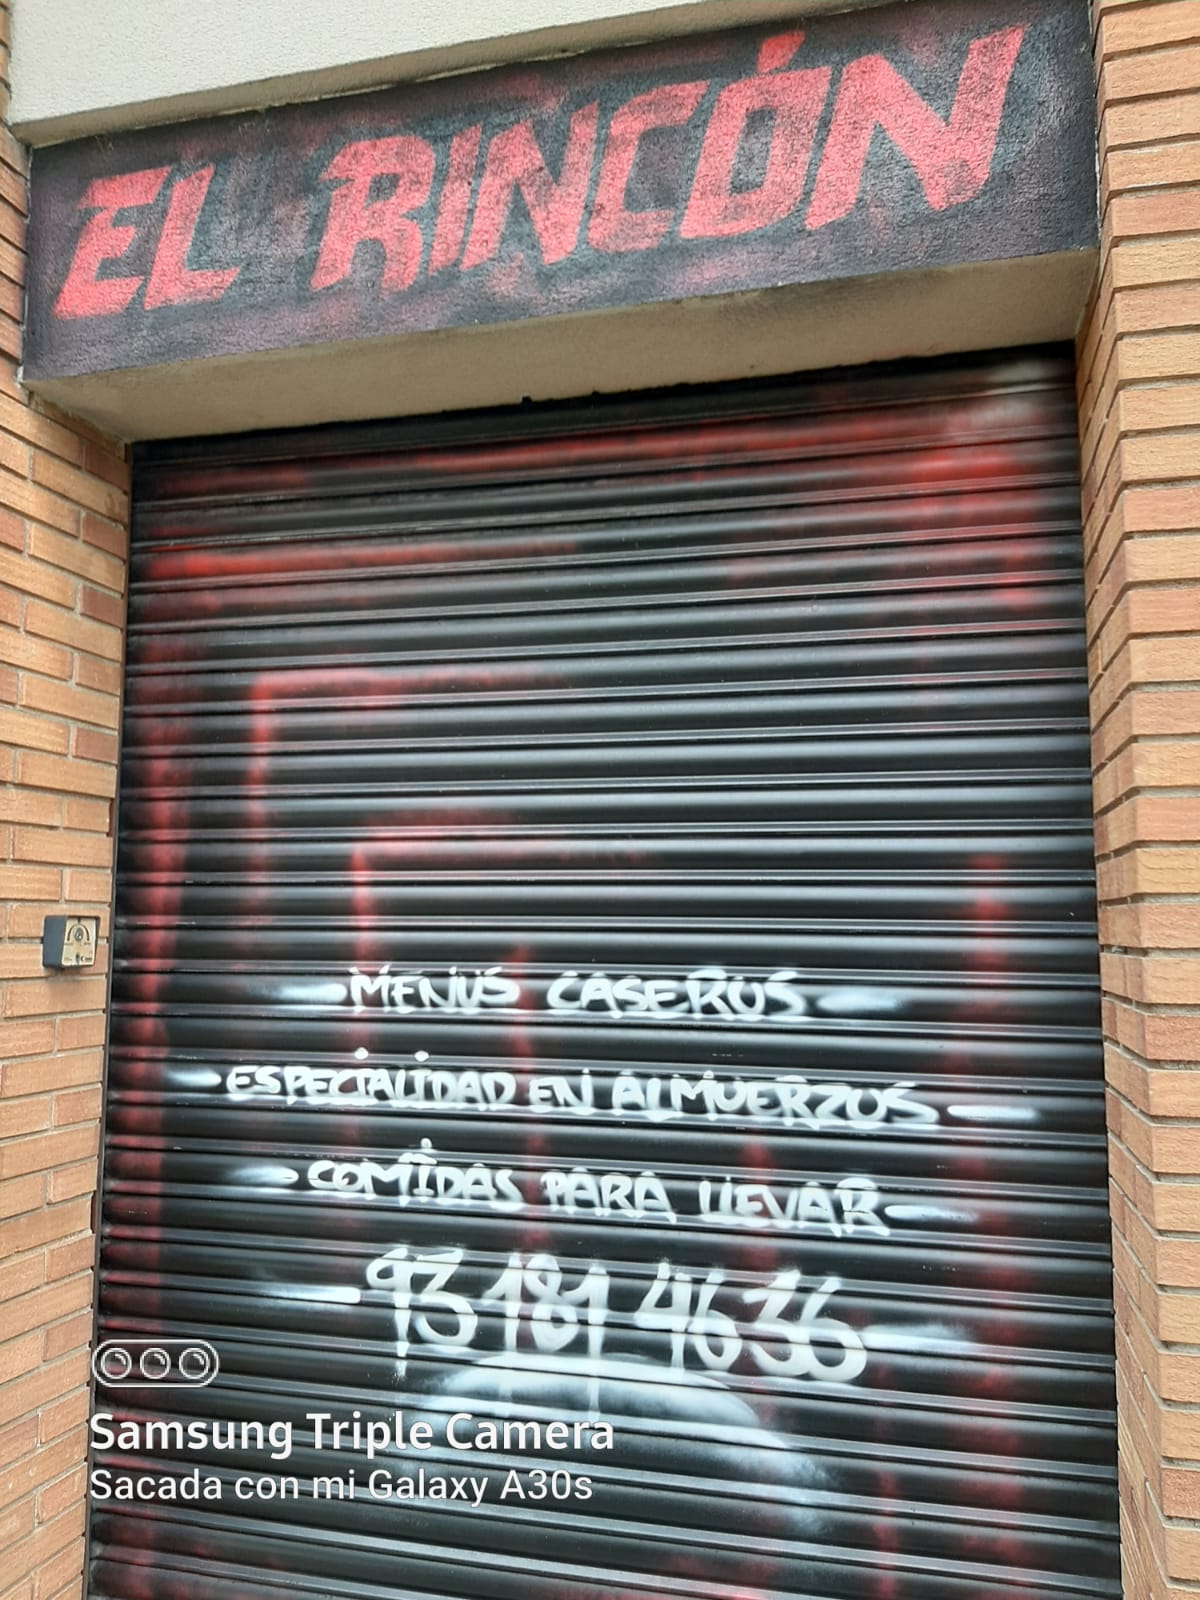 EL RINCÓN
MENUS CASEROS
ESPECIALIDAD EN ALMUERZOS
COMIDAS PARA LLEVAR
93 181 46 36
Samsung Triple Camera
Sacada con mi Galaxy A30s